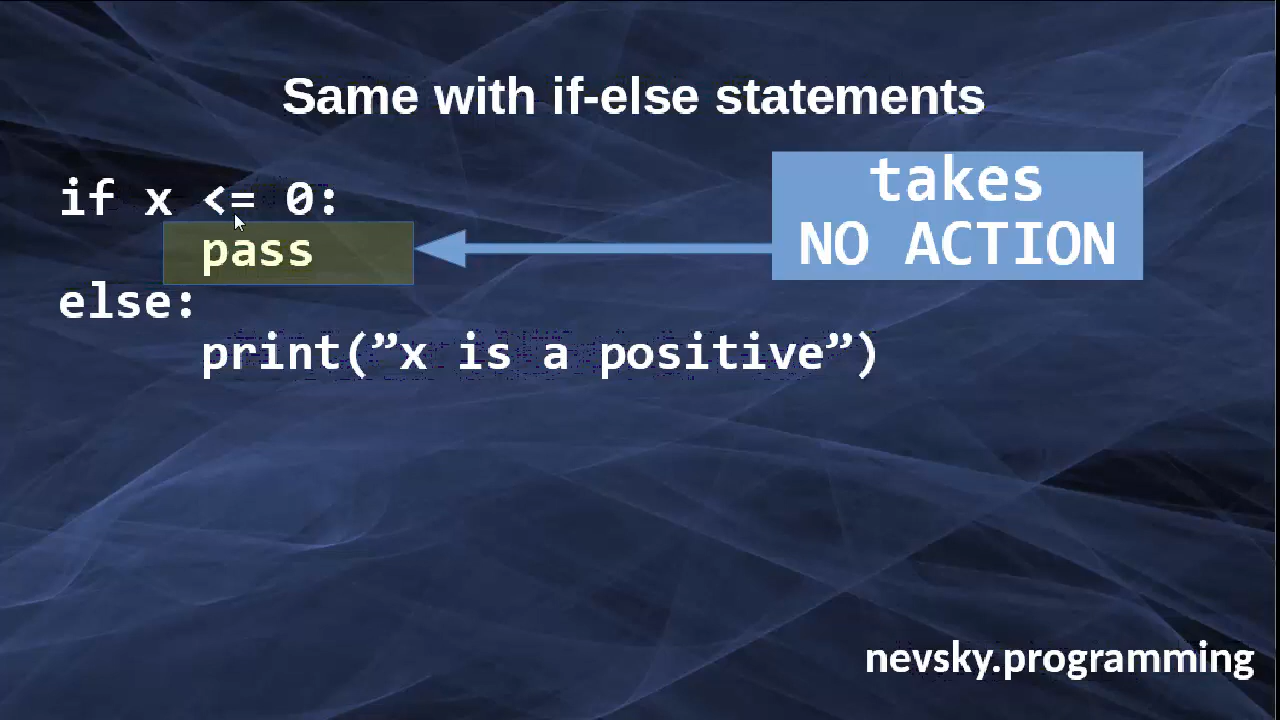 Same with if-else statements
takes
NO ACTION
if x <= 0:
pass
else:
print(”x is a positive”)
nevsky.programming